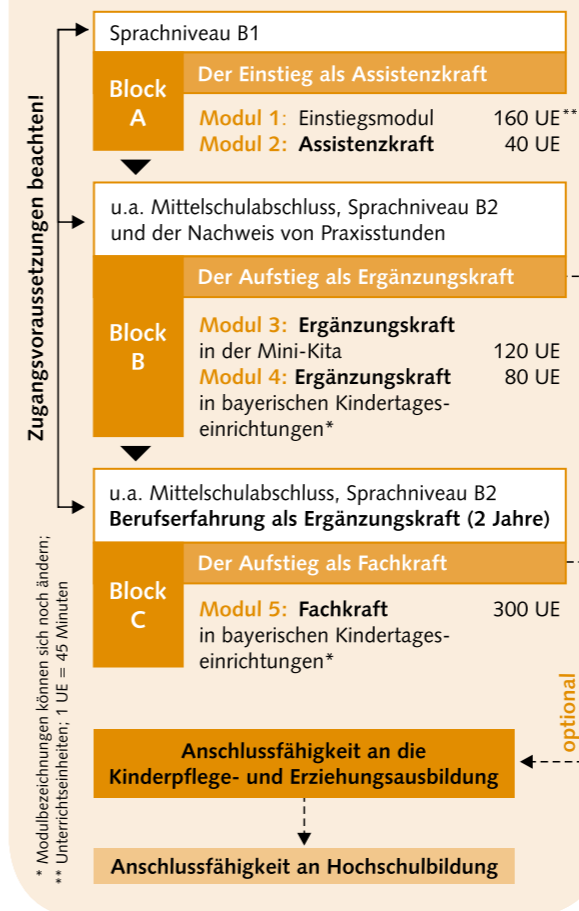 Zugangsvoraussetzungen beachten!
Sprachniveau B1
Block
A
Der Einstieg als Assistenzkraft
Modul 1: Einstiegsmodul 160 UE**
Modul 2: Assistenzkraft 40 UE
u.a. Mittelschulabschluss, Sprachniveau B2
und der Nachweis von Praxisstunden
Block
B
Der Aufstieg als Ergänzungskraft
Modul 3: Ergänzungskraft
in der Mini-Kita 120 UE
Modul 4: Ergänzungskraft 80 UE
in bayerischen Kindertages-
einrichtungen*
u.a. Mittelschulabschluss, Sprachniveau B2
Berufserfahrung als Ergänzungskraft (2 Jahre)
Block
C
Der Aufstieg als Fachkraft
Modul 5: Fachkraft 300 UE
in bayerischen Kindertages-
einrichtungen*
optional
Anschlussfähigkeit an die
Kinderpflege- und Erziehungsausbildung
Anschlussfähigkeit an Hochschulbildung
* Modulbezeichnungen können sich noch ändern;
** Unterrichtseinheiten; 1 UE = 45 Minuten